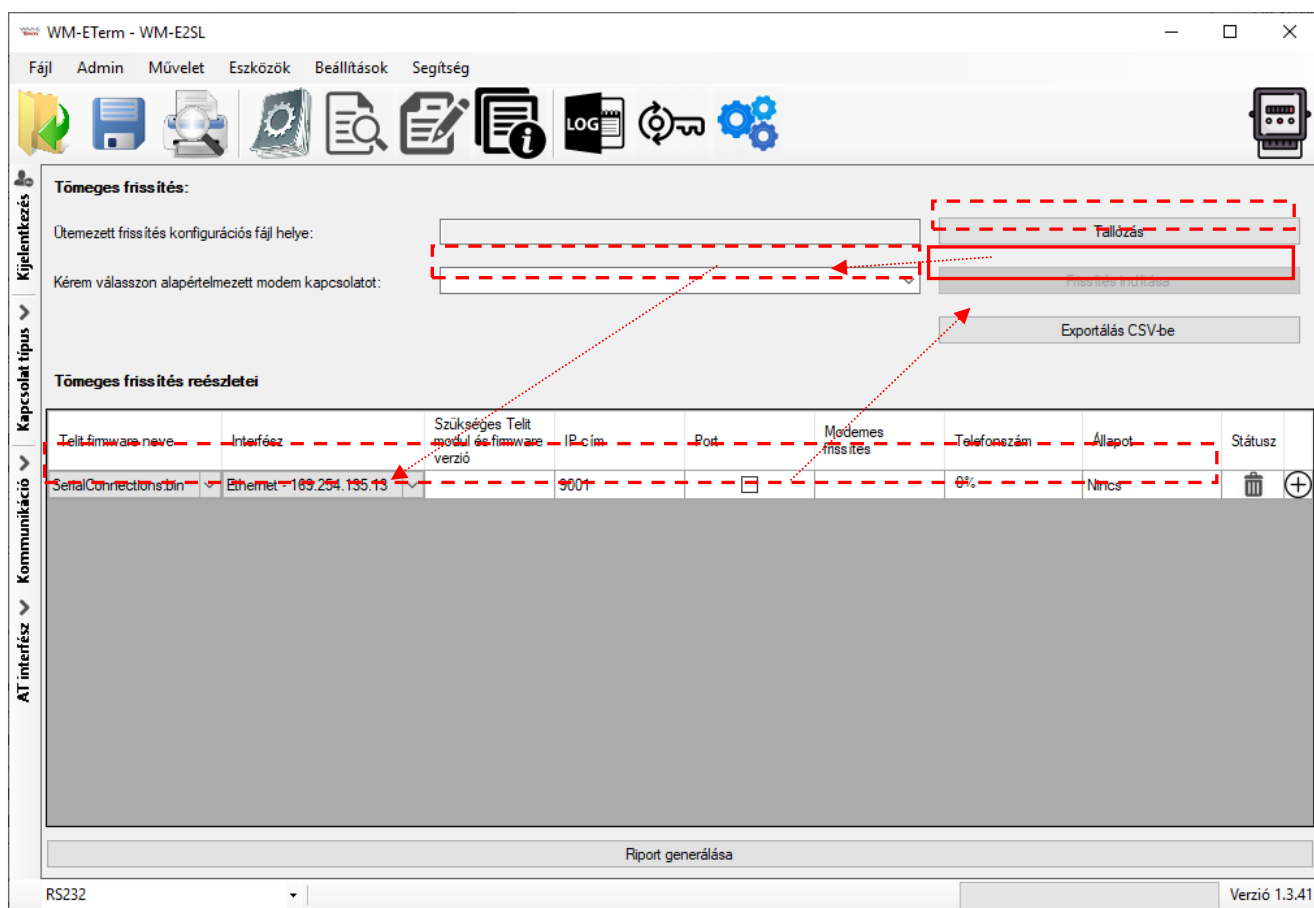 WM-ETerm - WM-E2SL
Fájl Admin Művelet Eszközök Beállítások Segítség
LOG
Kijelentkezés
Kapcsolat típus
Kommunikáció
AT interfész
Tömeges frissítés:
Ütemezett frissítés konfigurációs fájl helye:
Tallózás
Kérem válasszon alapértelmezett modem kapcsolatot:
Frissítés indítása
Exportálás CSV-be
Tömeges frissítés reészletei
Telit firmware neve
Interfész
Szükséges Telit
modul és firmware
verzió
IP cím
Port
Modemes
frissítés
Telefonszám
Állapot
Státusz
SerialConnections.bin
Ethernet - 169.254.135.13
9001
0%
Nincs
Riport generálása
RS232
Verzió 1.3.41